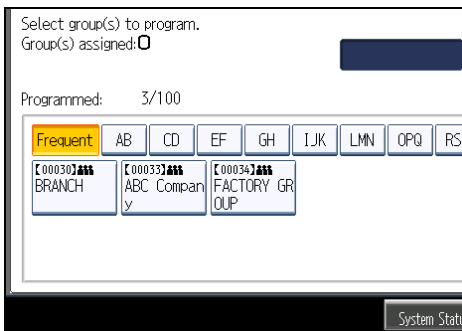 Select group(s) to program.
Group(s) assigned:0
Programmed: 3/100
Frequent AB CD EF GH IJK LMN OPQ RS
【00030】 【00033】 【00034】
BRANCH ABC Compan FACTORY GR
y OUP
System Statu